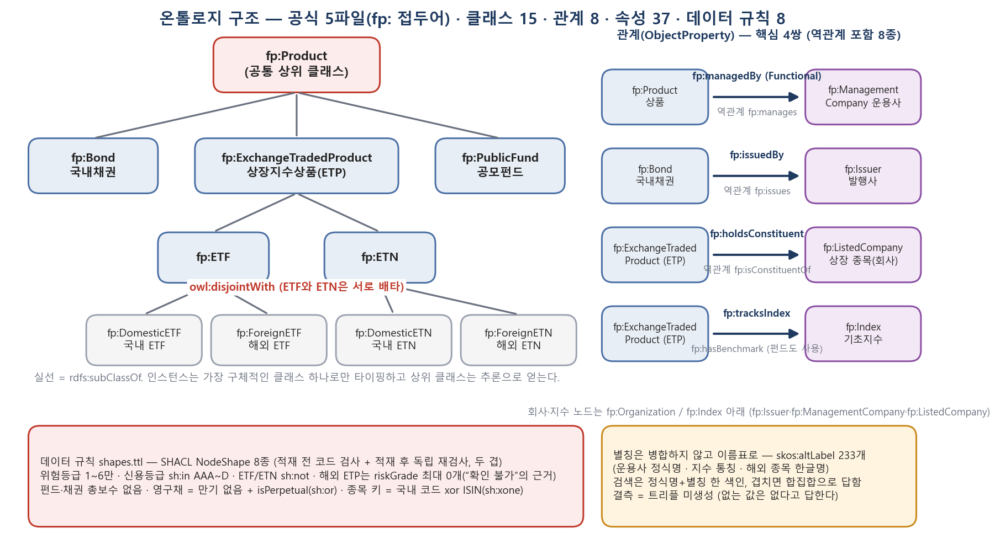 온톨로지 구조 — 공식 5파일(fp: 접두어) · 클래스 15 · 관계 8 · 속성 37 · 데이터 규칙 8
fp:Product
(공통 상위 클래스)
fp:Bond
국내채권
fp:ExchangeTradedProduct
상장지수상품(ETP)
fp:PublicFund
공모펀드
fp:ETF
fp:ETN
owl:disjointWith (ETF와 ETN은 서로 배타)
fp:DomesticETF
국내 ETF
fp:ForeignETF
해외 ETF
fp:DomesticETN
국내 ETN
fp:ForeignETN
해외 ETN
실선 = rdfs:subClassOf. 인스턴스는 가장 구체적인 클래스 하나로만 타이핑하고 상위 클래스는 추론으로 얻는다.
관계(ObjectProperty) — 핵심 4쌍 (역관계 포함 8종)
fp:Product
상품
fp:managedBy (Functional)
역관계 fp:manages
fp:Management
Company 운용사
fp:Bond
국내채권
fp:issuedBy
역관계 fp:issues
fp:Issuer
발행사
fp:ExchangeTraded
Product (ETP)
fp:holdsConstituent
역관계 fp:isConstituentOf
fp:ListedCompany
상장 종목(회사)
fp:ExchangeTraded
Product (ETP)
fp:tracksIndex
fp:hasBenchmark (펀드도 사용)
fp:Index
기초지수
회사·지수 노드는 fp:Organization / fp:Index 아래 (fp:Issuer·fp:ManagementCompany·fp:ListedCompany)
데이터 규칙 shapes.ttl — SHACL NodeShape 8종 (적재 전 코드 검사 + 적재 후 독립 재검사, 두 겹)
위험등급 1~6만 · 신용등급 sh:in AAA~D · ETF/ETN sh:not · 해외 ETP는 riskGrade 최대 0개(“확인 불가”의 근거)
펀드·채권 총보수 없음 · 영구채 = 만기 없음 + isPerpetual(sh:or) · 종목 키 = 국내 코드 xor ISIN(sh:xone)
별칭은 병합하지 않고 이름표로 — skos:altLabel 233개
(운용사 정식명 · 지수 통칭 · 해외 종목 한글명)
검색은 정식명+별칭 한 색인, 겹치면 합집합으로 답함
결측 = 트리플 미생성 (없는 값은 없다고 답한다)